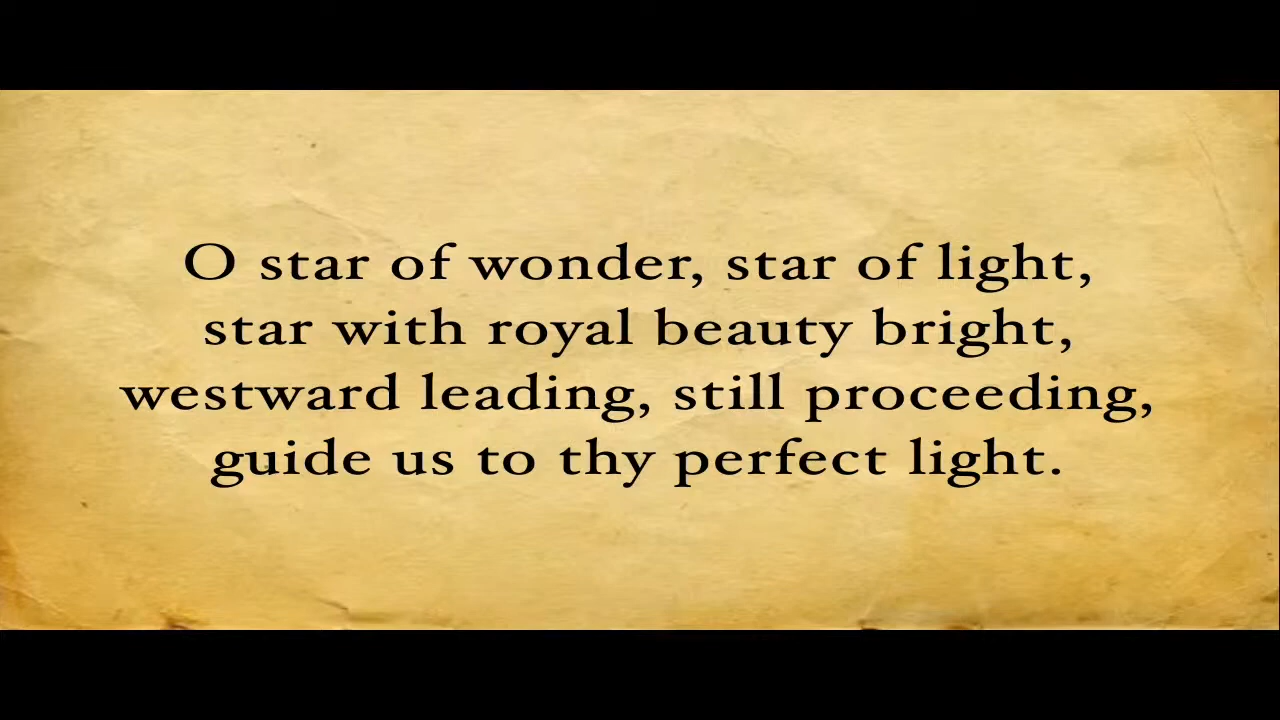 O star of wonder, star of light,
star with royal beauty bright,
westward leading, still proceeding,
guide us to thy perfect light.